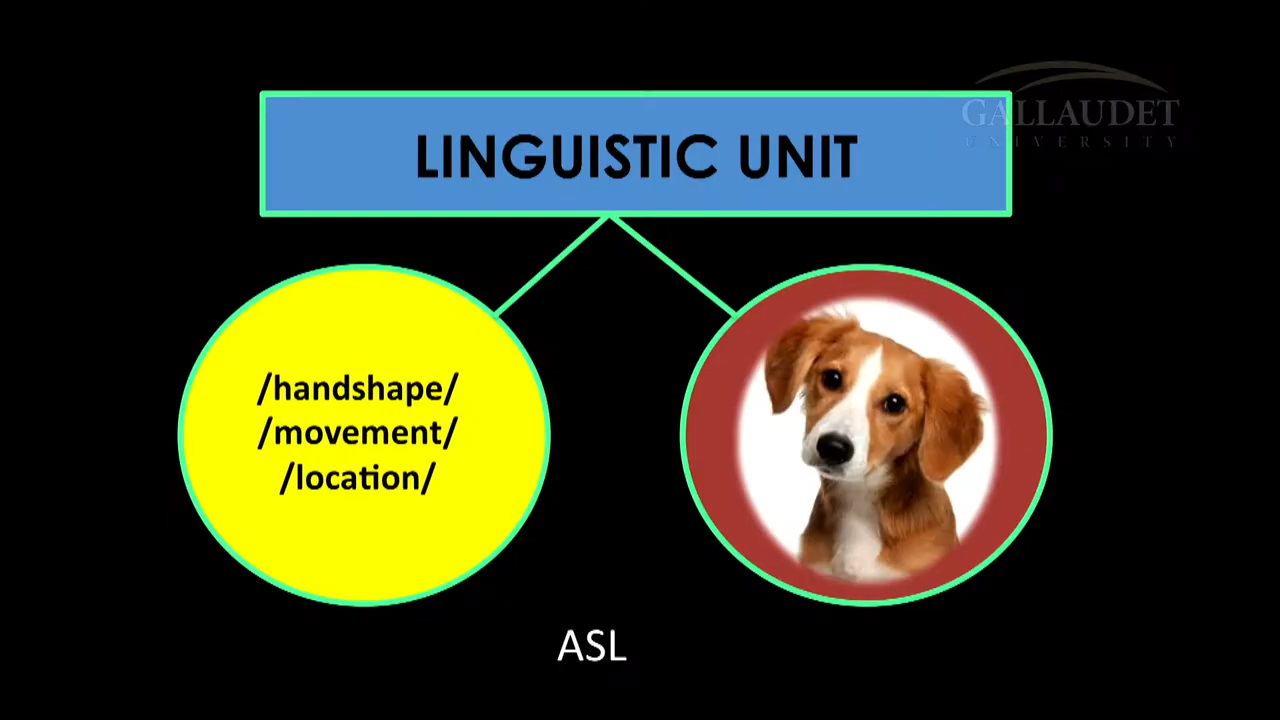 GALLAUDET
UNIVERSITY
LINGUISTIC UNIT
/handshape/
/movement/
/location/
ASL